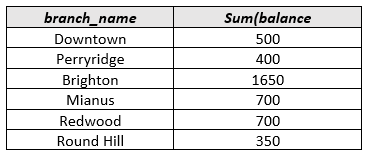 branch_name Sum(balance
Downtown 500
Perryridge 400
Brighton 1650
Mianus 700
Redwood 700
Round Hill 350